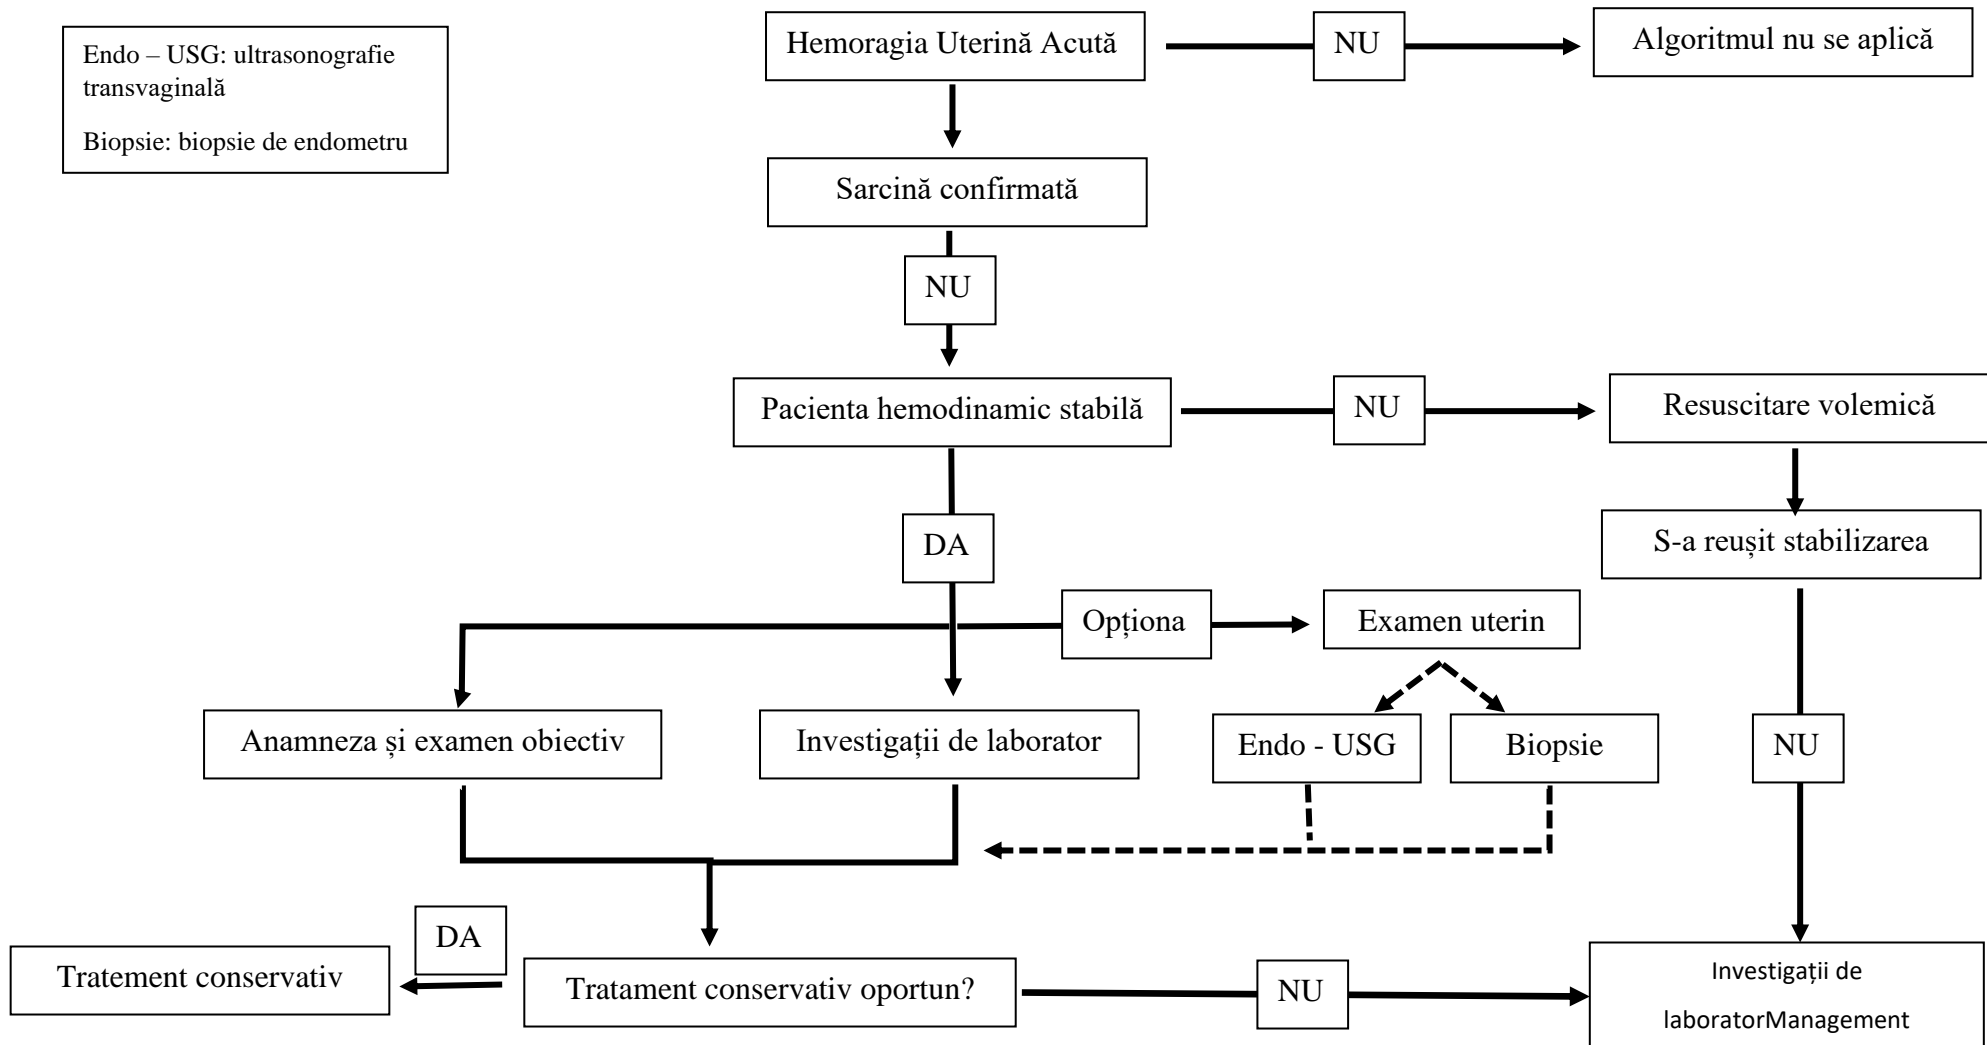 Endo – USG: ultrasonografie
transvaginală
Biopsie: biopsie de endometru
Hemoragia Uterină Acută
NU
Algoritmul nu se aplică
Sarcină confirmată
NU
Pacienta hemodinamic stabilă
NU
Resuscitare volemică
DA
S-a reușit stabilizarea
Opționa
Examen uterin
Anamneza și examen obiectiv
Investigații de laborator
Endo - USG
Biopsie
NU
DA
Tratement conservativ
Tratament conservativ oportun?
NU
Investigații de
laboratorManagement